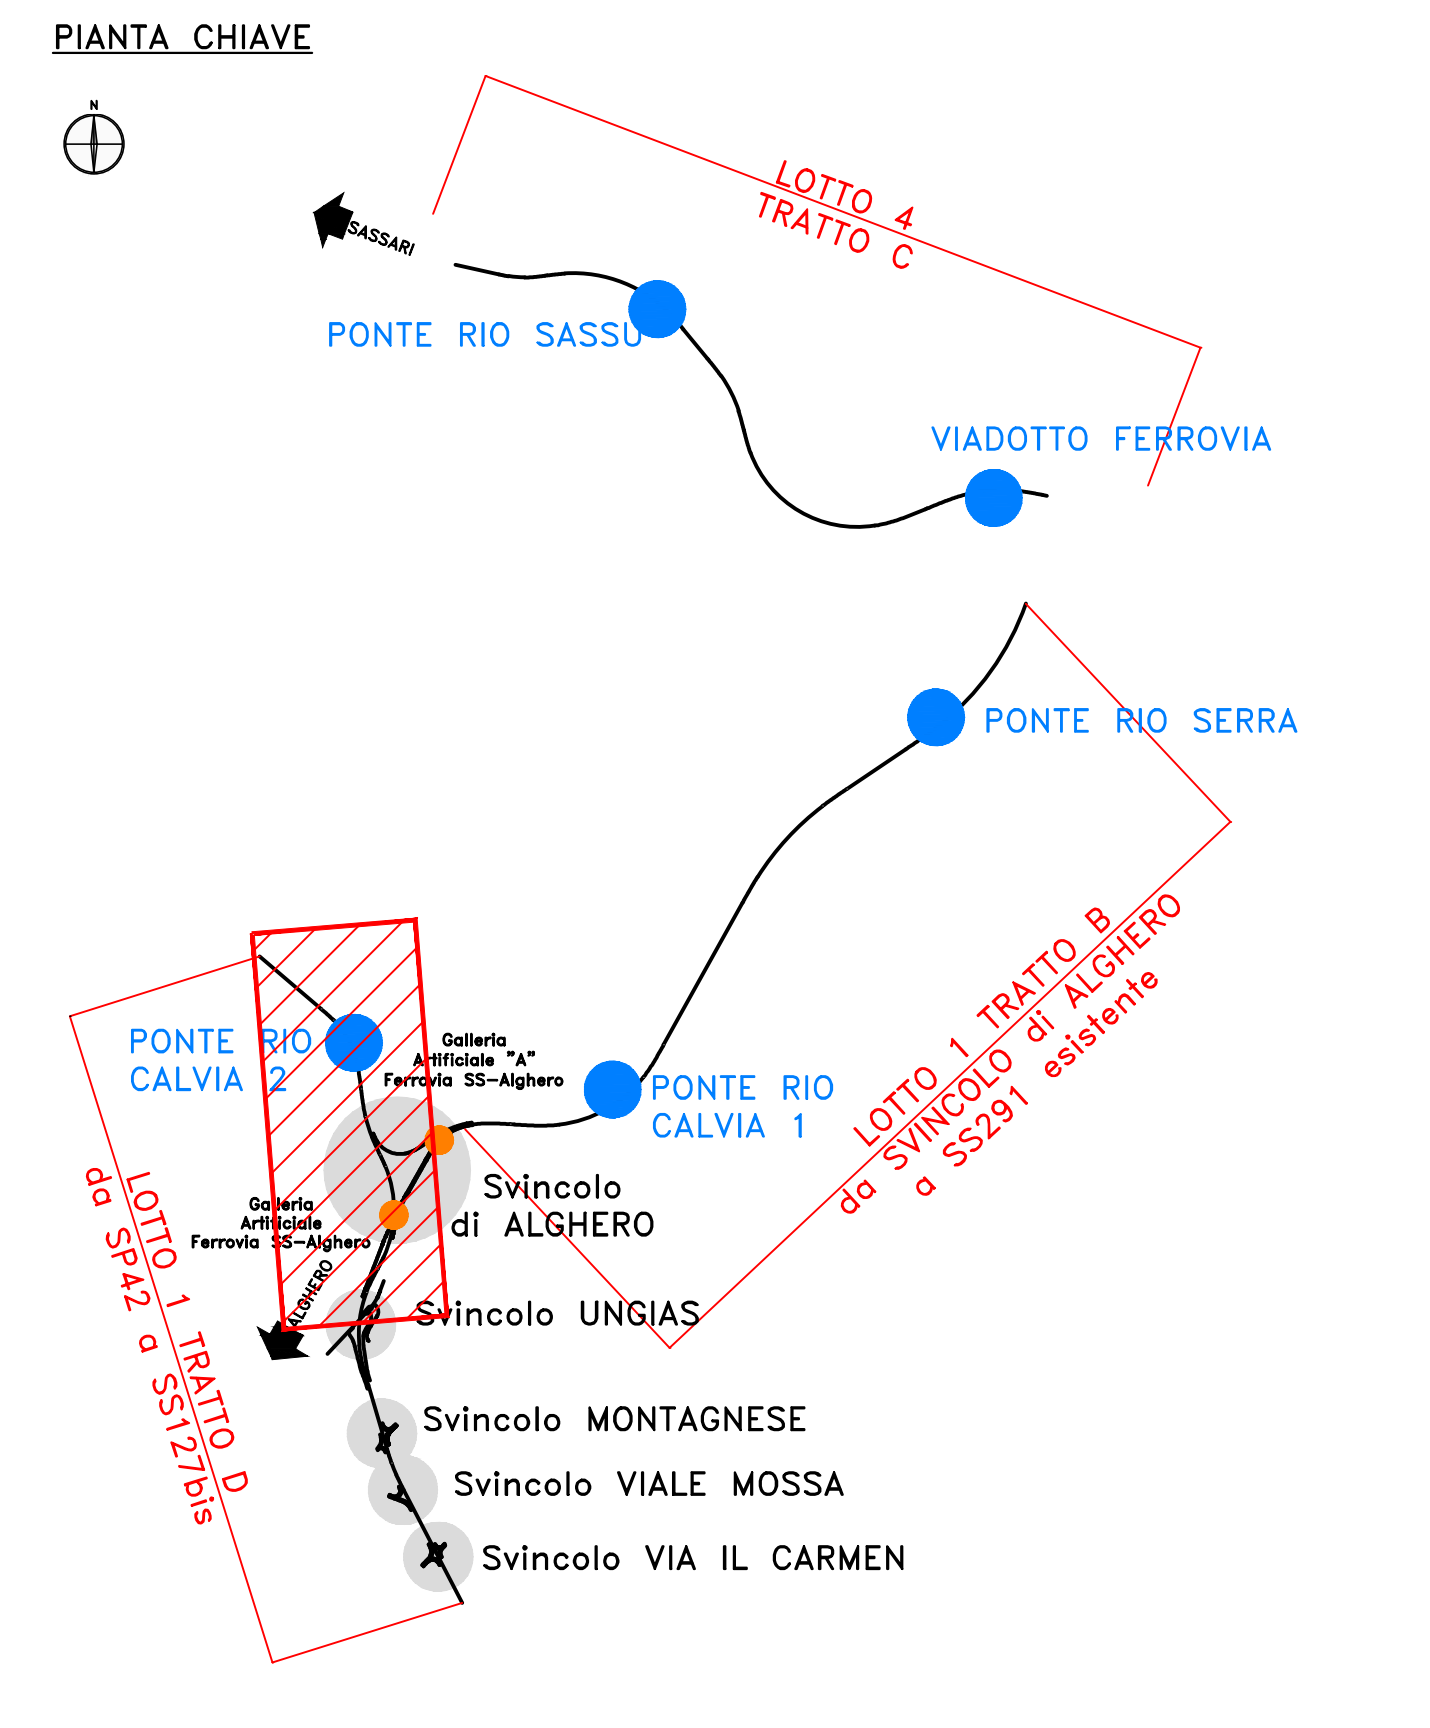 PIANTA CHIAVE
N
SASSARI
LOTTO 4
TRATTO C
PONTE RIO SASSU
VIADOTTO FERROVIA
PONTE RIO SERRA
LOTTO 1 TRATTO B
da SVINCOLO di ALGHERO
a SS291 esistente
PONTE RIO
CALVIA 2
Galleria
Artificiale "A"
Ferrovia SS-Alghero
PONTE RIO
CALVIA 1
Svincolo
di ALGHERO
Galleria
Artificiale
Ferrovia SS-Alghero
ALGHERO
LOTTO 1 TRATTO D
da SP42 a SS127bis
Svincolo UNGIAS
Svincolo MONTAGNESE
Svincolo VIALE MOSSA
Svincolo VIA IL CARMEN